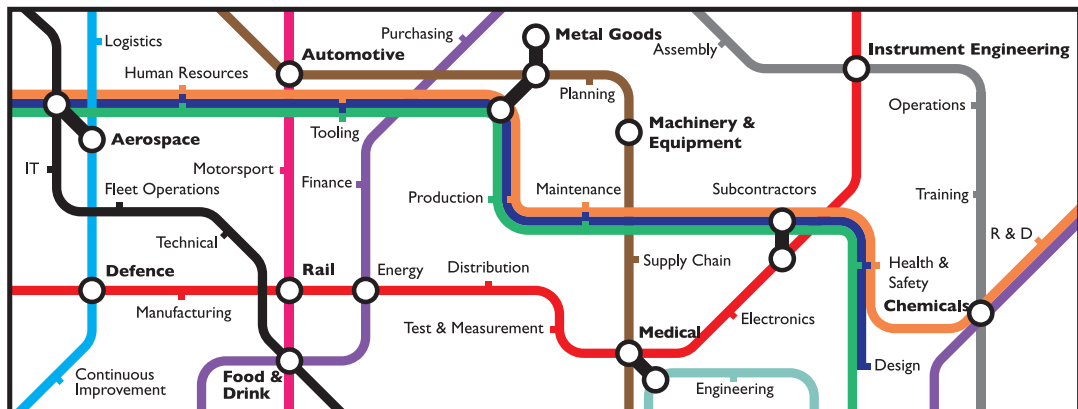 Purchasing
Metal Goods
Logistics
Assembly
Automotive
Instrument Engineering
Human Resources
Planning
Operations
Tooling
Machinery &
Equipment
Aerospace
IT
Motorsport
Fleet Operations
Finance
Production
Maintenance
Subcontractors
Training
Technical
R & D
Defence
Rail
Energy
Distribution
Supply Chain
Health &
Safety
Manufacturing
Chemicals
Test & Measurement
Medical
Electronics
Continuous
Improvement
Food &
Drink
Engineering
Design